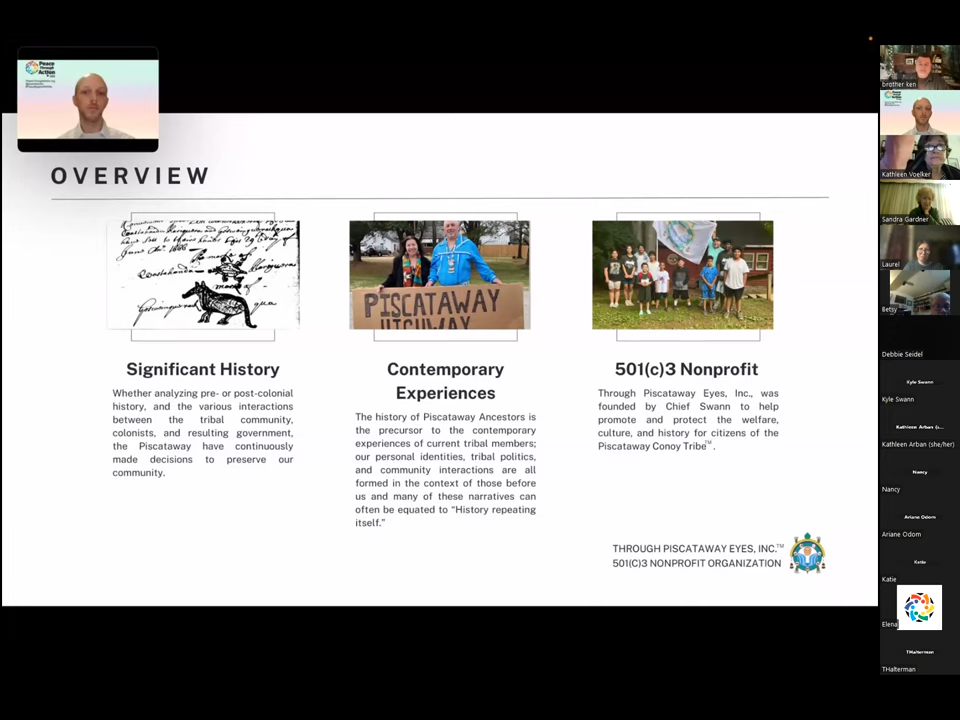 Peace
Through
Action
OVERVIEW
June
mark of
PISCATAWAY
HIGHWAY
Significant History
Whether analyzing pre- or post-colonial
history, and the various interactions
between the tribal community,
colonists, and resulting government,
the Piscataway have continuously
made decisions to preserve our
community.
Contemporary
Experiences
The history of Piscataway Ancestors is
the precursor to the contemporary
experiences of current tribal members;
our personal identities, tribal politics,
and community interactions are all
formed in the context of those before
us and many of these narratives can
often be equated to “History repeating
itself.”
501(c)3 Nonprofit
Through Piscataway Eyes, Inc., was
founded by Chief Swann to help
promote and protect the welfare,
culture, and history for citizens of the
Piscataway Conoy Tribe™.
THROUGH PISCATAWAY EYES, INC.™
501(C)3 NONPROFIT ORGANIZATION
brother ken
Kathleen Voelker
Sandra Gardner
Laurel
Betsy
Debbie Seidel
Kyle Swann
Kyle Swann
Kathleen Arban (s...
Kathleen Arban (she/her)
Nancy
Nancy
Ariane Odom
Ariane Odom
Katie
Katie
Elena
THalterman
THalterman